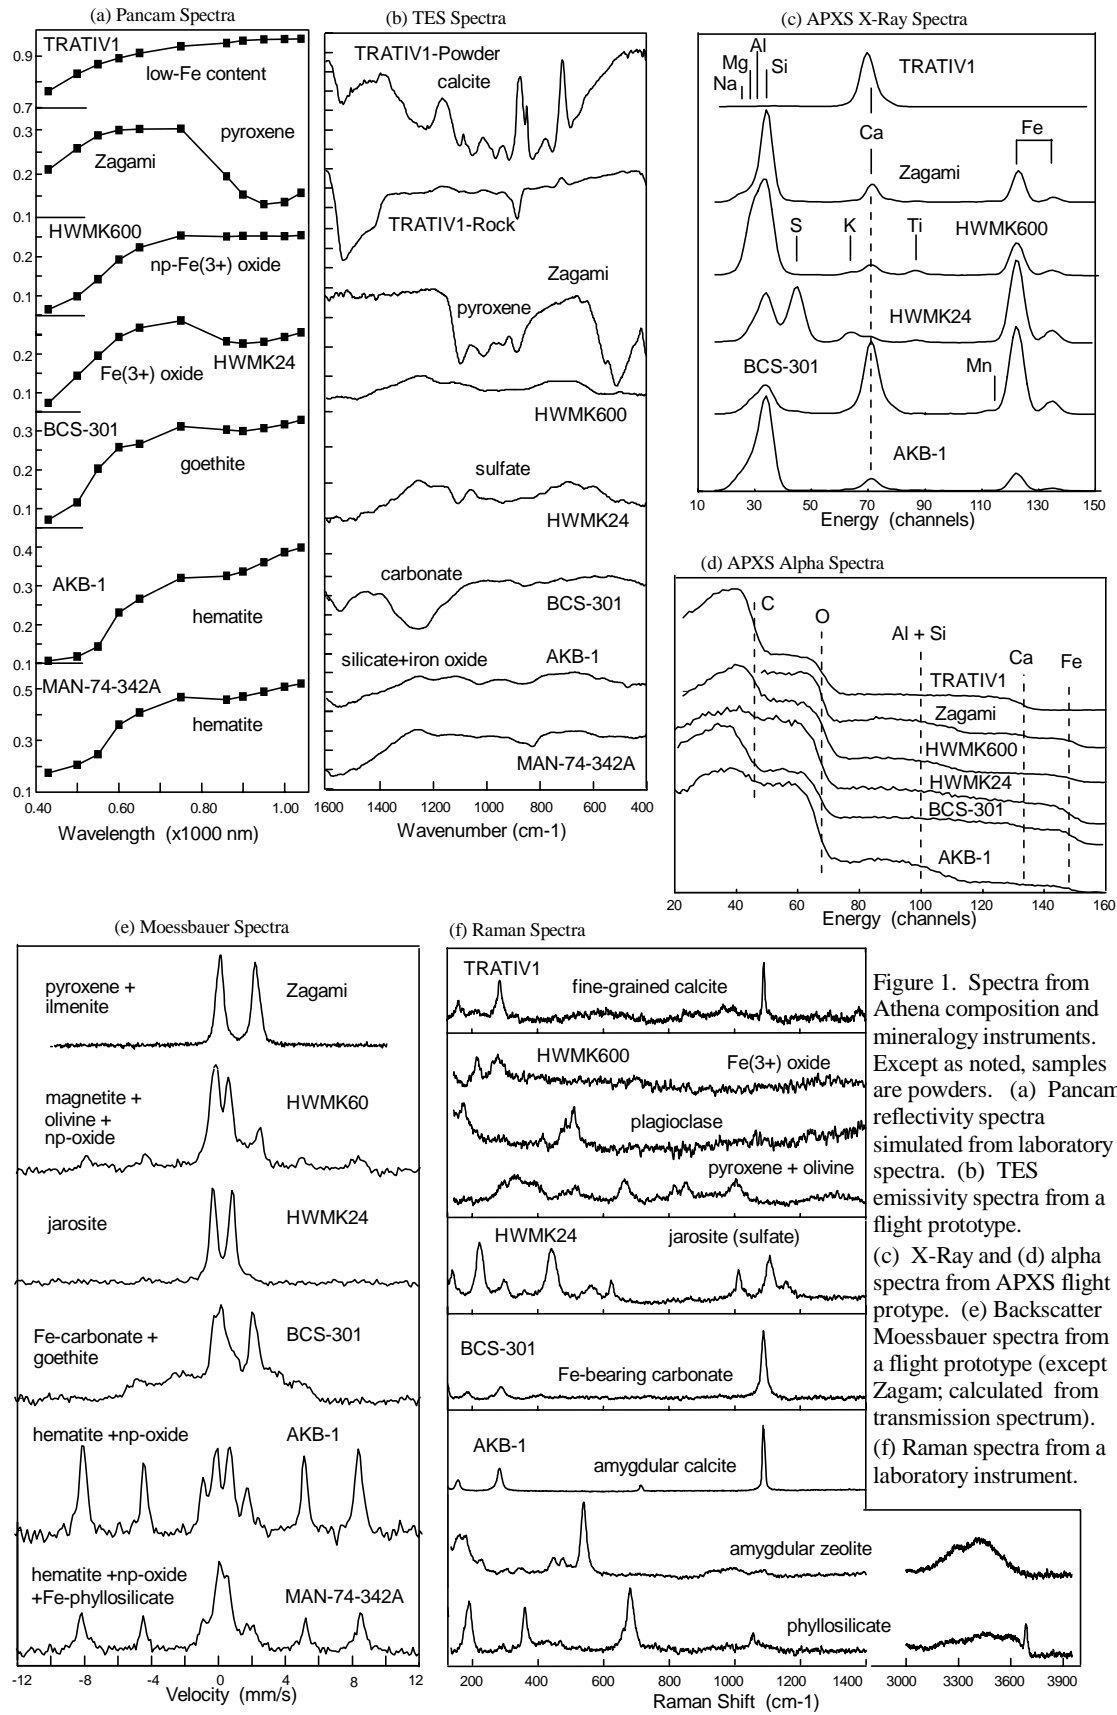 (a) Pancam Spectra
TRATIV1
0.9
low-Fe content
0.7
0.3
pyroxene
Zagami
0.1
HWMK600
0.2
np-Fe(3+) oxide
0.1
0.2
HWMK24
Fe(3+) oxide
0.1
BCS-301
0.3
goethite
0.2
0.1
0.4
AKB-1
0.3
hematite
0.2
0.1
MAN-74-342A
0.5
hematite
0.3
0.1
0.40 0.60 0.80 1.00
Wavelength (x1000 nm)
(b) TES Spectra
TRATIV1-Powder
calcite
TRATIV1-Rock
Zagami
pyroxene
HWMK600
sulfate
HWMK24
carbonate
BCS-301
silicate+iron oxide AKB-1
MAN-74-342A
1600 1400 1200 1000 800 600 400
Wavenumber (cm-1)
(c) APXS X-Ray Spectra
Al
Mg Si
Na
TRATIV1
Ca
Fe
Zagami
S K Ti
HWMK600
HWMK24
BCS-301
Mn
AKB-1
10 30 50 70 90 110 130 150
Energy (channels)
(d) APXS Alpha Spectra
C O Al + Si Ca Fe
TRATIV1
Zagami
HWMK600
HWMK24
BCS-301
AKB-1
20 40 60 80 100 120 140 160
Energy (channels)
(e) Moessbauer Spectra
pyroxene +
ilmenite
Zagami
magnetite +
olivine +
np-oxide
HWMK60
jarosite
HWMK24
Fe-carbonate +
goethite
BCS-301
hematite +np-oxide AKB-1
hematite +np-oxide
+Fe-phyllosilicate
MAN-74-342A
-12 -8 -4 0 4 8 12
Velocity (mm/s)
(f) Raman Spectra
TRATIV1
fine-grained calcite
HWMK600
Fe(3+) oxide
plagioclase
pyroxene + olivine
HWMK24
jarosite (sulfate)
BCS-301
Fe-bearing carbonate
AKB-1
amygdular calcite
amygdular zeolite
phyllosilicate
200 400 600 800 1000 1200 1400 3000 3300 3600 3900
Raman Shift (cm-1)
Figure 1. Spectra from
Athena composition and
mineralogy instruments.
Except as noted, samples
are powders. (a) Pancam
reflectivity spectra
simulated from laboratory
spectra. (b) TES
emissivity spectra from a
flight prototype.
(c) X-Ray and (d) alpha
spectra from APXS flight
protype. (e) Backscatter
Moessbauer spectra from
a flight prototype (except
Zagam; calculated from
transmission spectrum).
(f) Raman spectra from a
laboratory instrument.